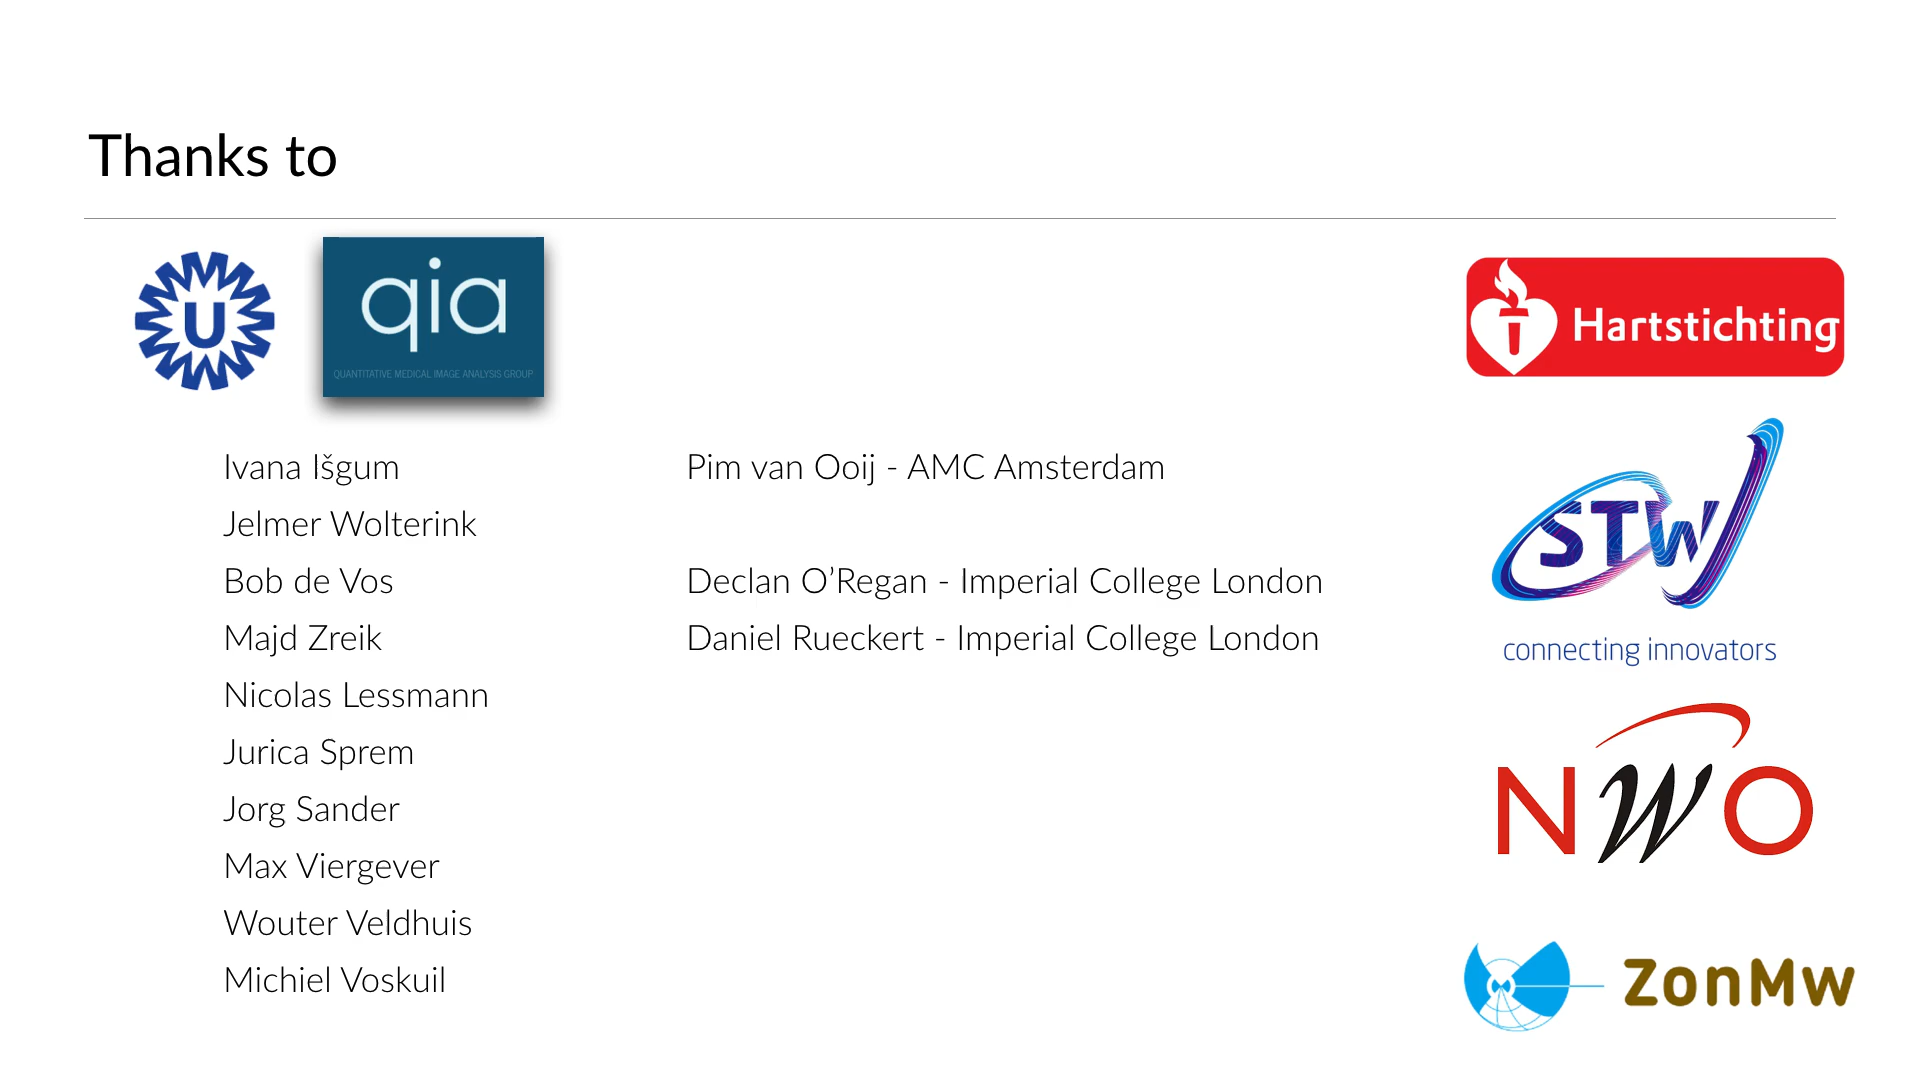 Thanks to
U
qia
QUANTITATIVE MEDICAL IMAGE ANALYSIS GROUP
Ivana Išgum
Jelmer Wolterink
Bob de Vos
Majd Zreik
Nicolas Lessmann
Jurica Sprem
Jorg Sander
Max Viergever
Wouter Veldhuis
Michiel Voskuil
Pim van Ooij - AMC Amsterdam
Declan O’Regan - Imperial College London
Daniel Rueckert - Imperial College London
Hartstichting
STW
connecting innovators
NWO
ZonMw